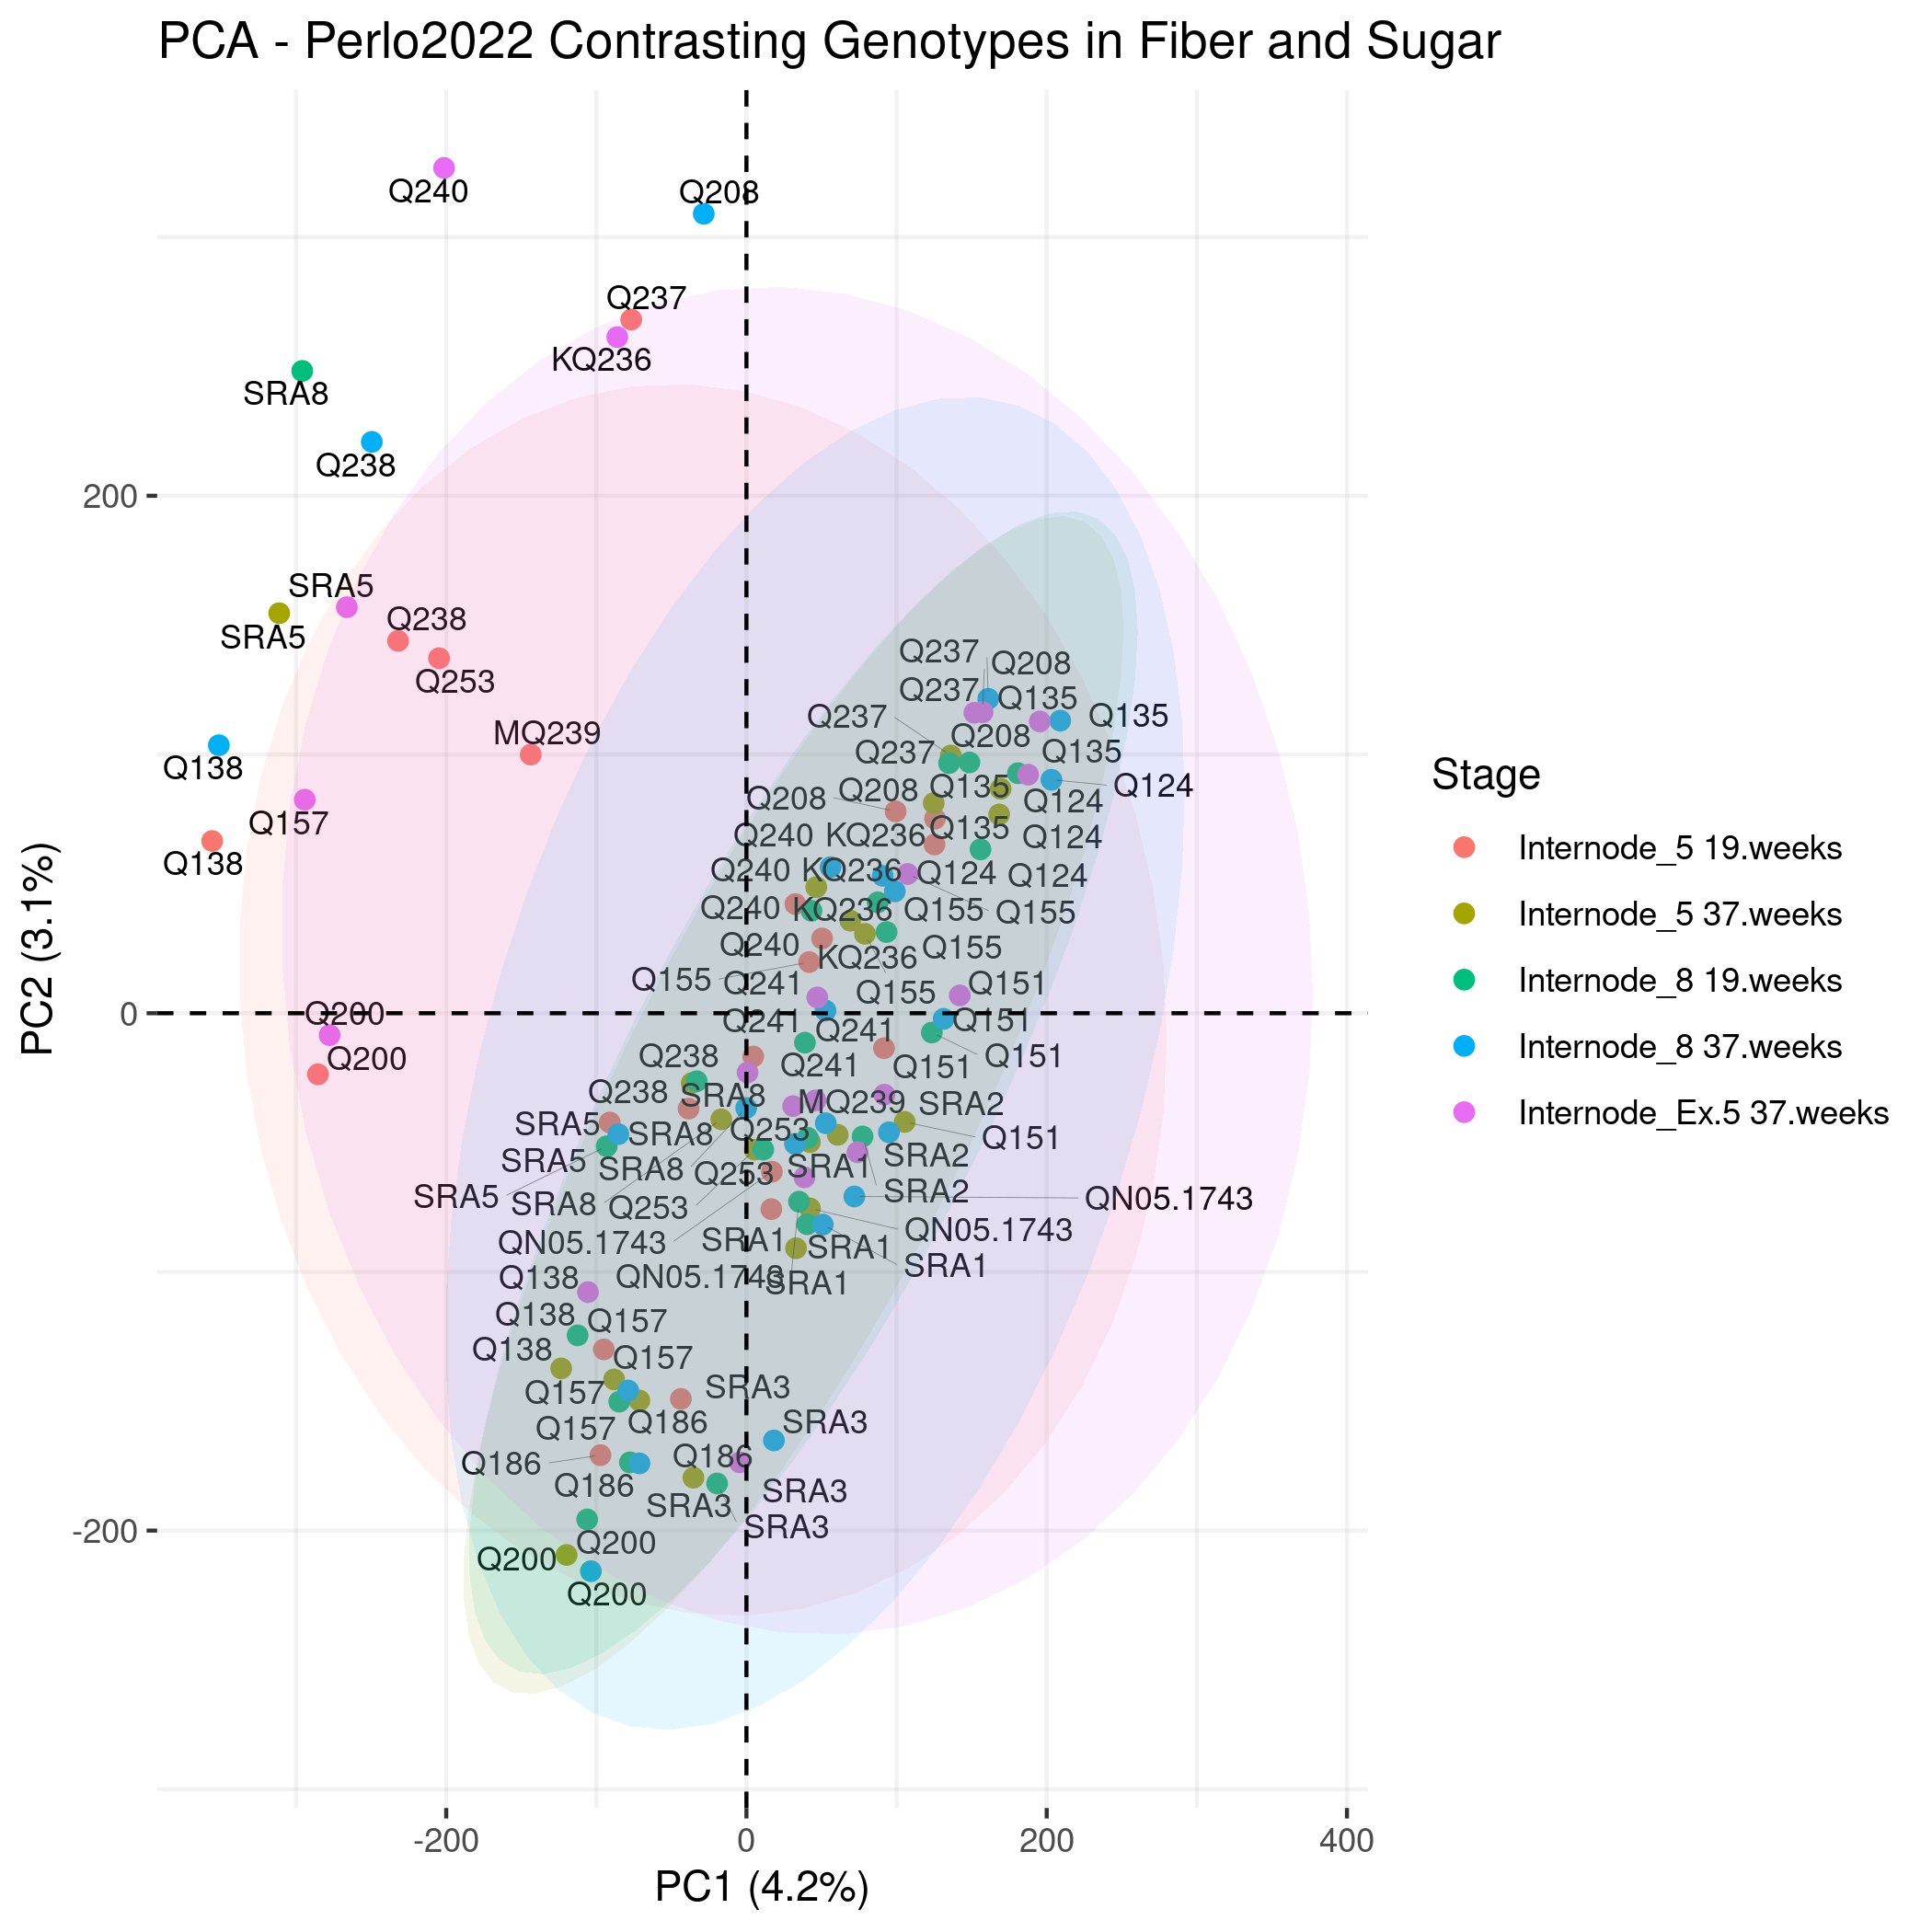 PCA - Perlo2022 Contrasting Genotypes in Fiber and Sugar
Q240
Q208
Q237
KQ236
SRA8
Q238
200
SRA5
SRA5
Q238
Q253
MQ239
Q138
Q157
Q138
Q237
Q208
Q237
Q135
Q237
Q135
Q208
Q237
Q135
Q124
Q208
Q208
Q135
Q124
Q240
KQ236
Q135
Q124
Q240
KQ236
Q124
Q124
Q240
KQ236
Q155
Q155
Q240
KQ236
Q155
Q155
Q241
Q155
Q151
0
Q200
Q241
Q241
Q151
Q200
Q238
Q241
Q151
Q151
Q238
SRA8
MQ239
SRA2
SRA5
SRA8
Q253
Q151
SRA5
SRA8
Q253
SRA1
SRA2
SRA5
SRA8
Q253
SRA2
QN05.1743
QN05.1743
SRA1
SRA1
QN05.1743
SRA1
Q138
QN05.1743
SRA1
Q138
Q157
Q138
Q157
Q157
SRA3
Q157
Q186
SRA3
Q186
Q186
Q186
SRA3
SRA3
SRA3
-200
Q200
Q200
Q200
-200
0
200
400
PC1 (4.2%)
PC2 (3.1%)
Stage
Internode_5 19.weeks
Internode_5 37.weeks
Internode_8 19.weeks
Internode_8 37.weeks
Internode_Ex.5 37.weeks